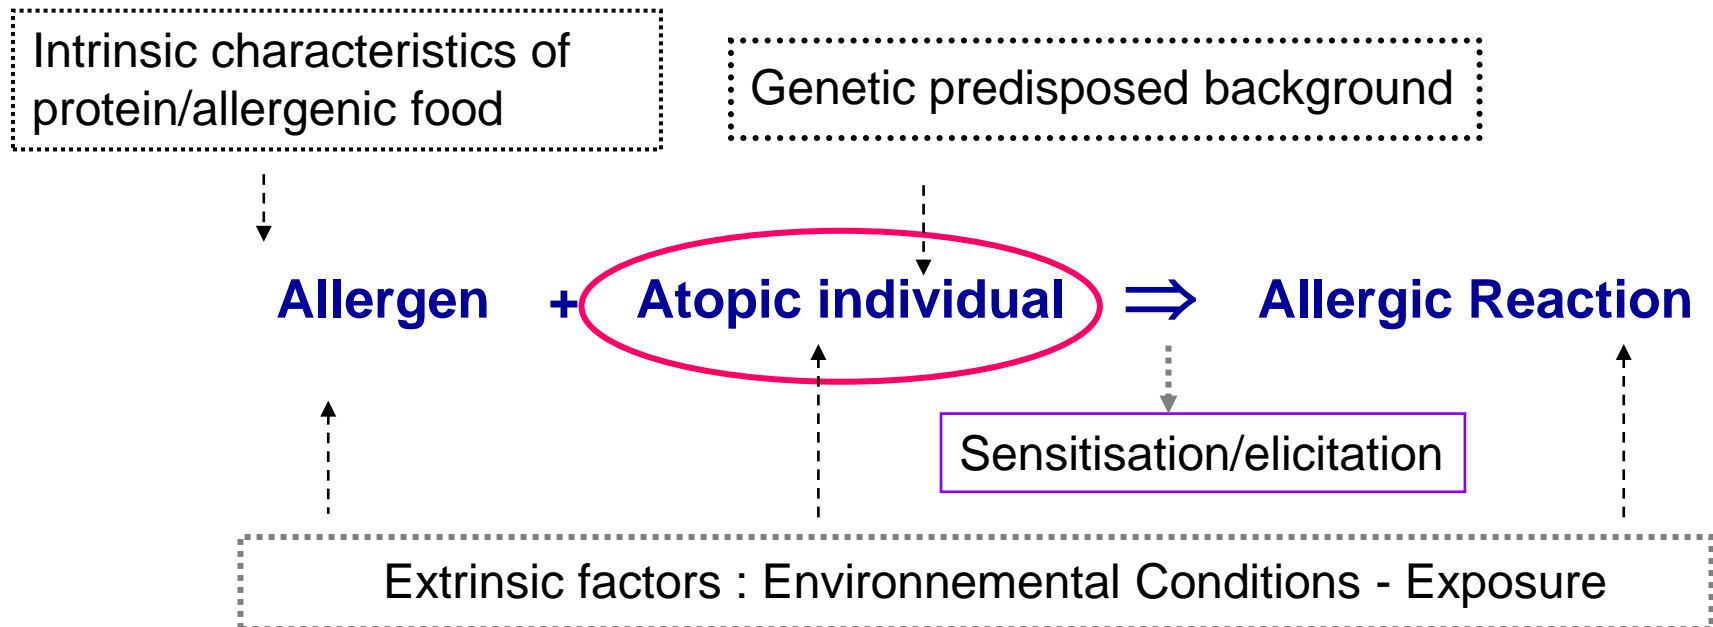 Intrinsic characteristics of
protein/allergenic food
Genetic predisposed background
Allergen + Atopic individual ⇒ Allergic Reaction
Sensitisation/elicitation
Extrinsic factors : Environnemental Conditions - Exposure